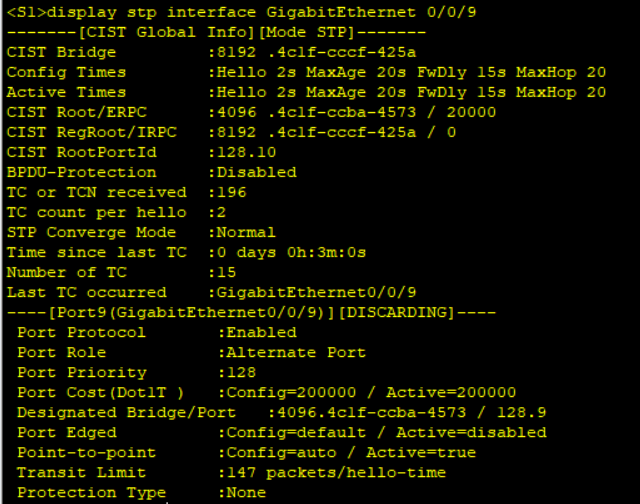 <S1>display stp interface GigabitEthernet 0/0/9
-------[CIST Global Info][Mode STP]-------
CIST Bridge         :8192 .4c1f-cccf-425a
Config Times        :Hello 2s MaxAge 20s FwDly 15s MaxHop 20
Active Times        :Hello 2s MaxAge 20s FwDly 15s MaxHop 20
CIST Root/ERPC      :4096 .4c1f-ccba-4573 / 20000
CIST RegRoot/IRPC   :8192 .4c1f-cccf-425a / 0
CIST RootPortId     :128.10
BPDU-Protection     :Disabled
TC or TCN received  :196
TC count per hello  :2
STP Converge Mode   :Normal
Time since last TC  :0 days 0h:3m:0s
Number of TC        :15
Last TC occurred    :GigabitEthernet0/0/9
----[Port9(GigabitEthernet0/0/9)][DISCARDING]----
 Port Protocol       :Enabled
 Port Role           :Alternate Port
 Port Priority       :128
 Port Cost(Dot1T )   :Config=200000 / Active=200000
 Designated Bridge/Port   :4096.4c1f-ccba-4573 / 128.9
 Port Edged          :Config=default / Active=disabled
 Point-to-point      :Config=auto / Active=true
 Transit Limit       :147 packets/hello-time
 Protection Type     :None